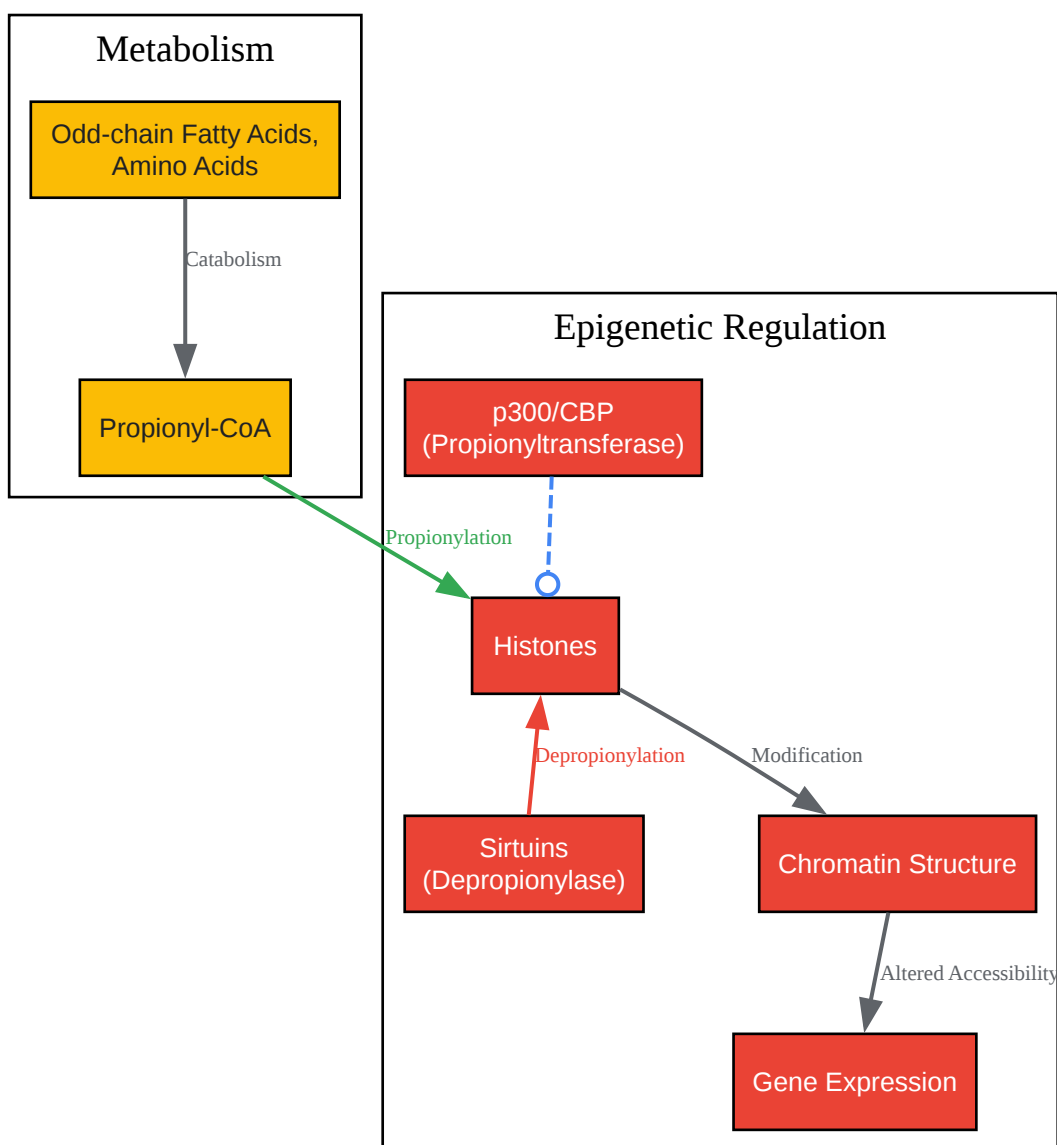 Metabolism
Odd-chain Fatty Acids,
Amino Acids
Catabolism
Propionyl-CoA
Epigenetic Regulation
p300/CBP
(Propionyltransferase)
Propionylation
Histones
Depropionylation
Modification
Sirtuins
(Depropionylase)
Chromatin Structure
Altered Accessibility
Gene Expression